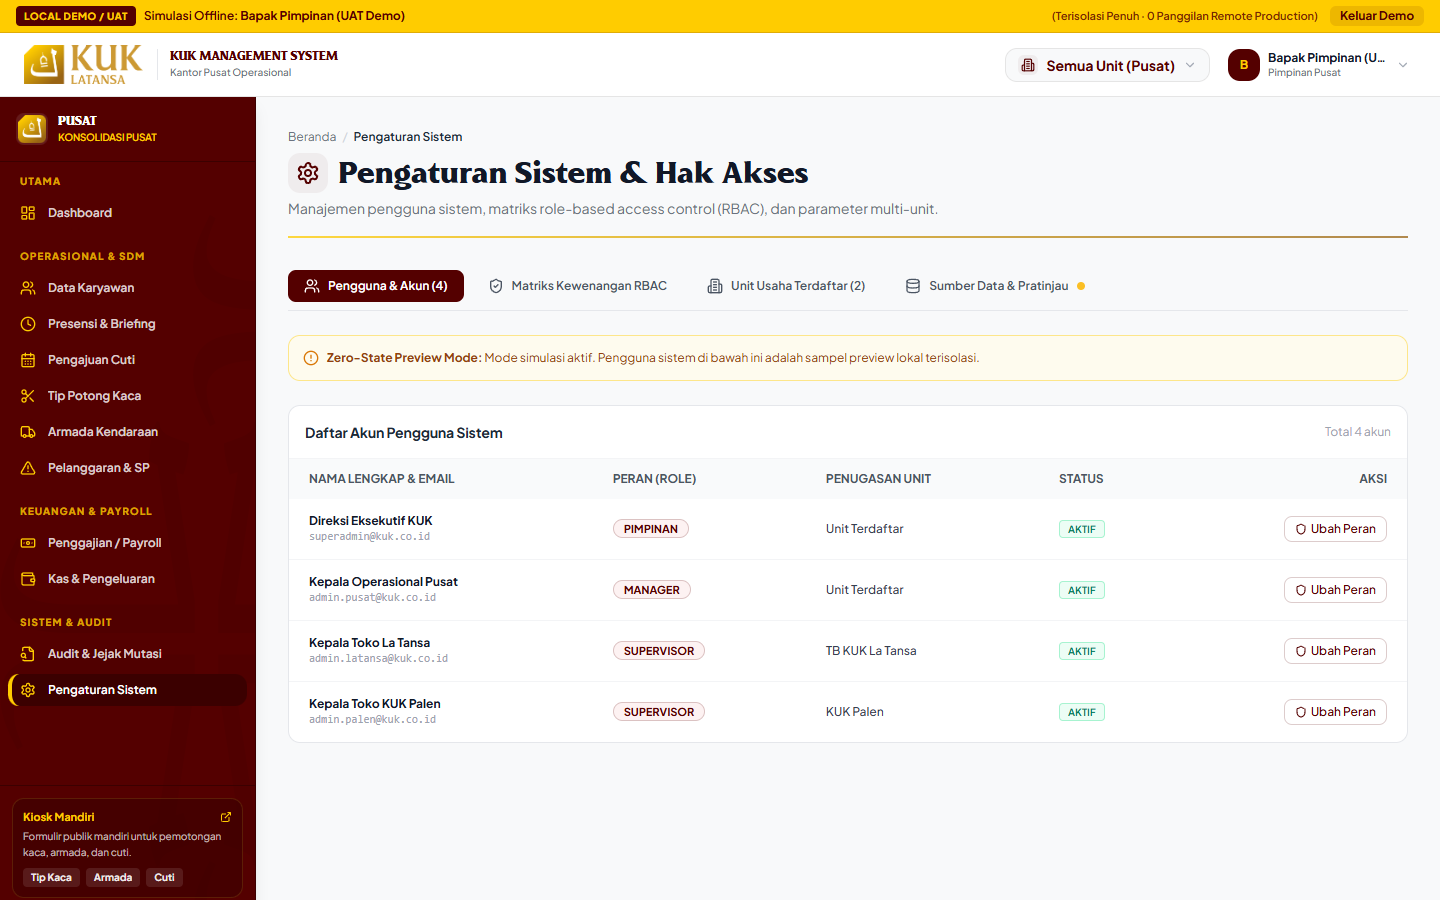 LOCAL DEMO / UAT Simulasi Offline: Bapak Pimpinan (UAT Demo) (Terisolasi Penuh · 0 Panggilan Remote Production) Keluar Demo
KUK LATANSA
KUK MANAGEMENT SYSTEM
Kantor Pusat Operasional
Semua Unit (Pusat)
B
Bapak Pimpinan (U...
Pimpinan Pusat
PUSAT
KONSOLIDASI PUSAT
UTAMA
Dashboard
OPERASIONAL & SDM
Data Karyawan
Presensi & Briefing
Pengajuan Cuti
Tip Potong Kaca
Armada Kendaraan
Pelanggaran & SP
KEUANGAN & PAYROLL
Penggajian / Payroll
Kas & Pengeluaran
SISTEM & AUDIT
Audit & Jejak Mutasi
Pengaturan Sistem
Kiosk Mandiri
Formulir publik mandiri untuk pemotongan
kaca, armada, dan cuti.
Tip Kaca Armada Cuti
Beranda / Pengaturan Sistem
Pengaturan Sistem & Hak Akses
Manajemen pengguna sistem, matriks role-based access control (RBAC), dan parameter multi-unit.
Pengguna & Akun (4) Matriks Kewenangan RBAC Unit Usaha Terdaftar (2) Sumber Data & Pratinjau
Zero-State Preview Mode: Mode simulasi aktif. Pengguna sistem di bawah ini adalah sampel preview lokal terisolasi.
Daftar Akun Pengguna Sistem Total 4 akun
NAMA LENGKAP & EMAIL PERAN (ROLE) PENUGASAN UNIT STATUS AKSI
Direksi Eksekutif KUK
superadmin@kuk.co.id
PIMPINAN Unit Terdaftar AKTIF Ubah Peran
Kepala Operasional Pusat
admin.pusat@kuk.co.id
MANAGER Unit Terdaftar AKTIF Ubah Peran
Kepala Toko La Tansa
admin.latansa@kuk.co.id
SUPERVISOR TB KUK La Tansa AKTIF Ubah Peran
Kepala Toko KUK Palen
admin.palen@kuk.co.id
SUPERVISOR KUK Palen AKTIF Ubah Peran